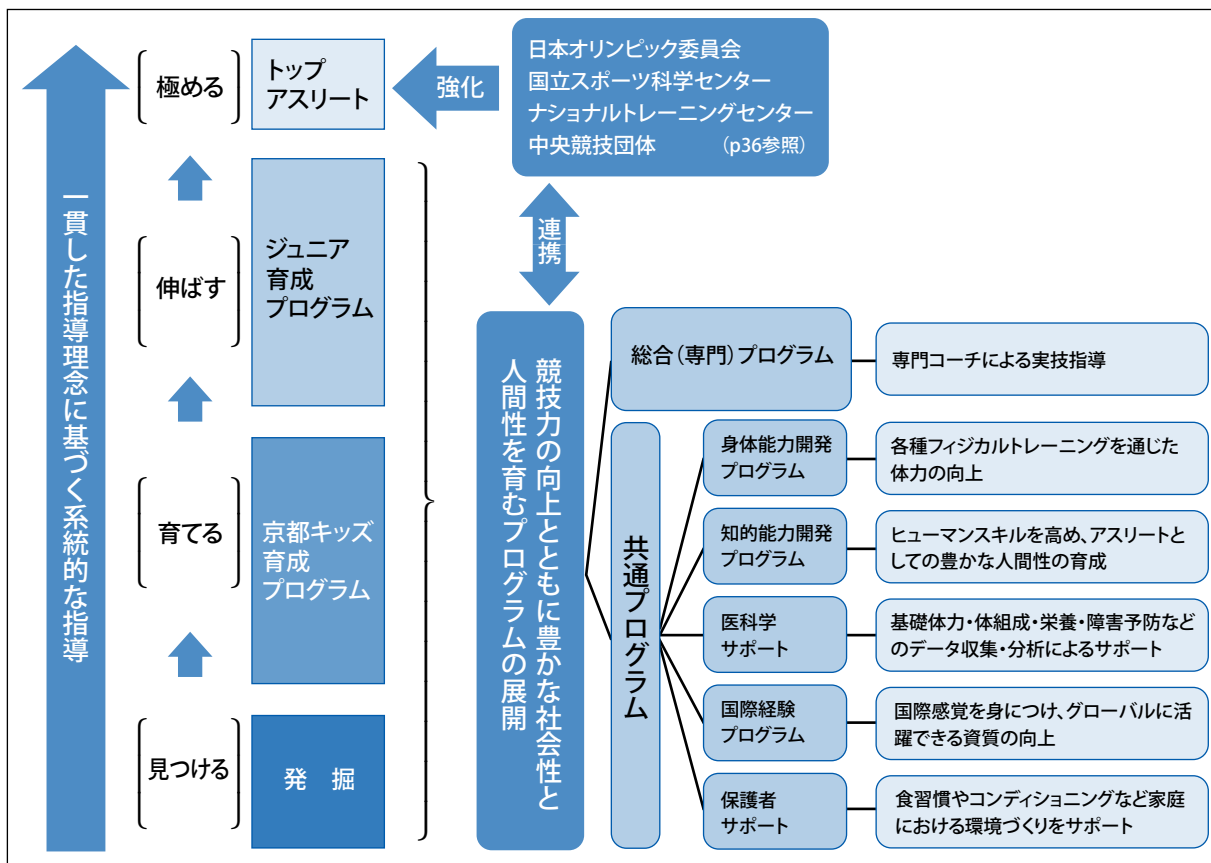 一貫した指導理念に基づく系統的な指導
極める
トップ
アスリート
強化
日本オリンピック委員会
国立スポーツ科学センター
ナショナルトレーニングセンター
中央競技団体 (p36参照)
連携
伸ばす
ジュニア
育成
プログラム
育てる
京都キッズ
育成
プログラム
見つける
発 掘
競技力の向上とともに豊かな社会性と
人間性を育むプログラムの展開
総合(専門)プログラム
専門コーチによる実技指導
共通プログラム
身体能力開発
プログラム
各種フィジカルトレーニングを通じた
体力の向上
知的能力開発
プログラム
ヒューマンスキルを高め、アスリートと
しての豊かな人間性の育成
医科学
サポート
基礎体力・体組成・栄養・障害予防など
のデータ収集・分析によるサポート
国際経験
プログラム
国際感覚を身につけ、グローバルに活
躍できる資質の向上
保護者
サポート
食習慣やコンディショニングなど家庭
における環境づくりをサポート